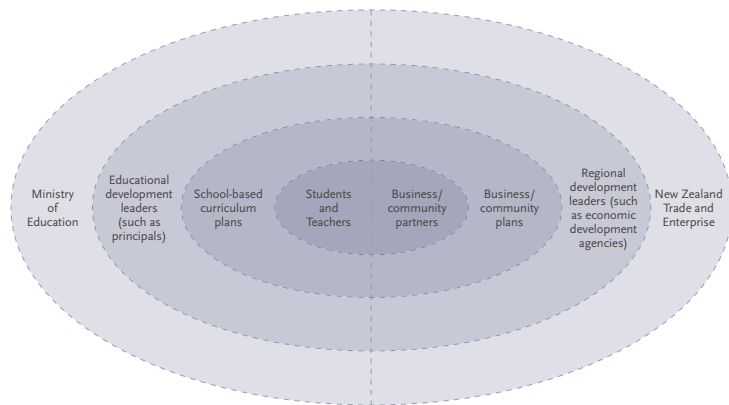 Ministry
of
Education
Educational
development
leaders
(such as
principals)
School-based
curriculum
plans
Students
and
Teachers
Business/
community
partners
Business/
community
plans
Regional
development
leaders (such
as economic
development
agencies)
New Zealand
Trade and
Enterprise